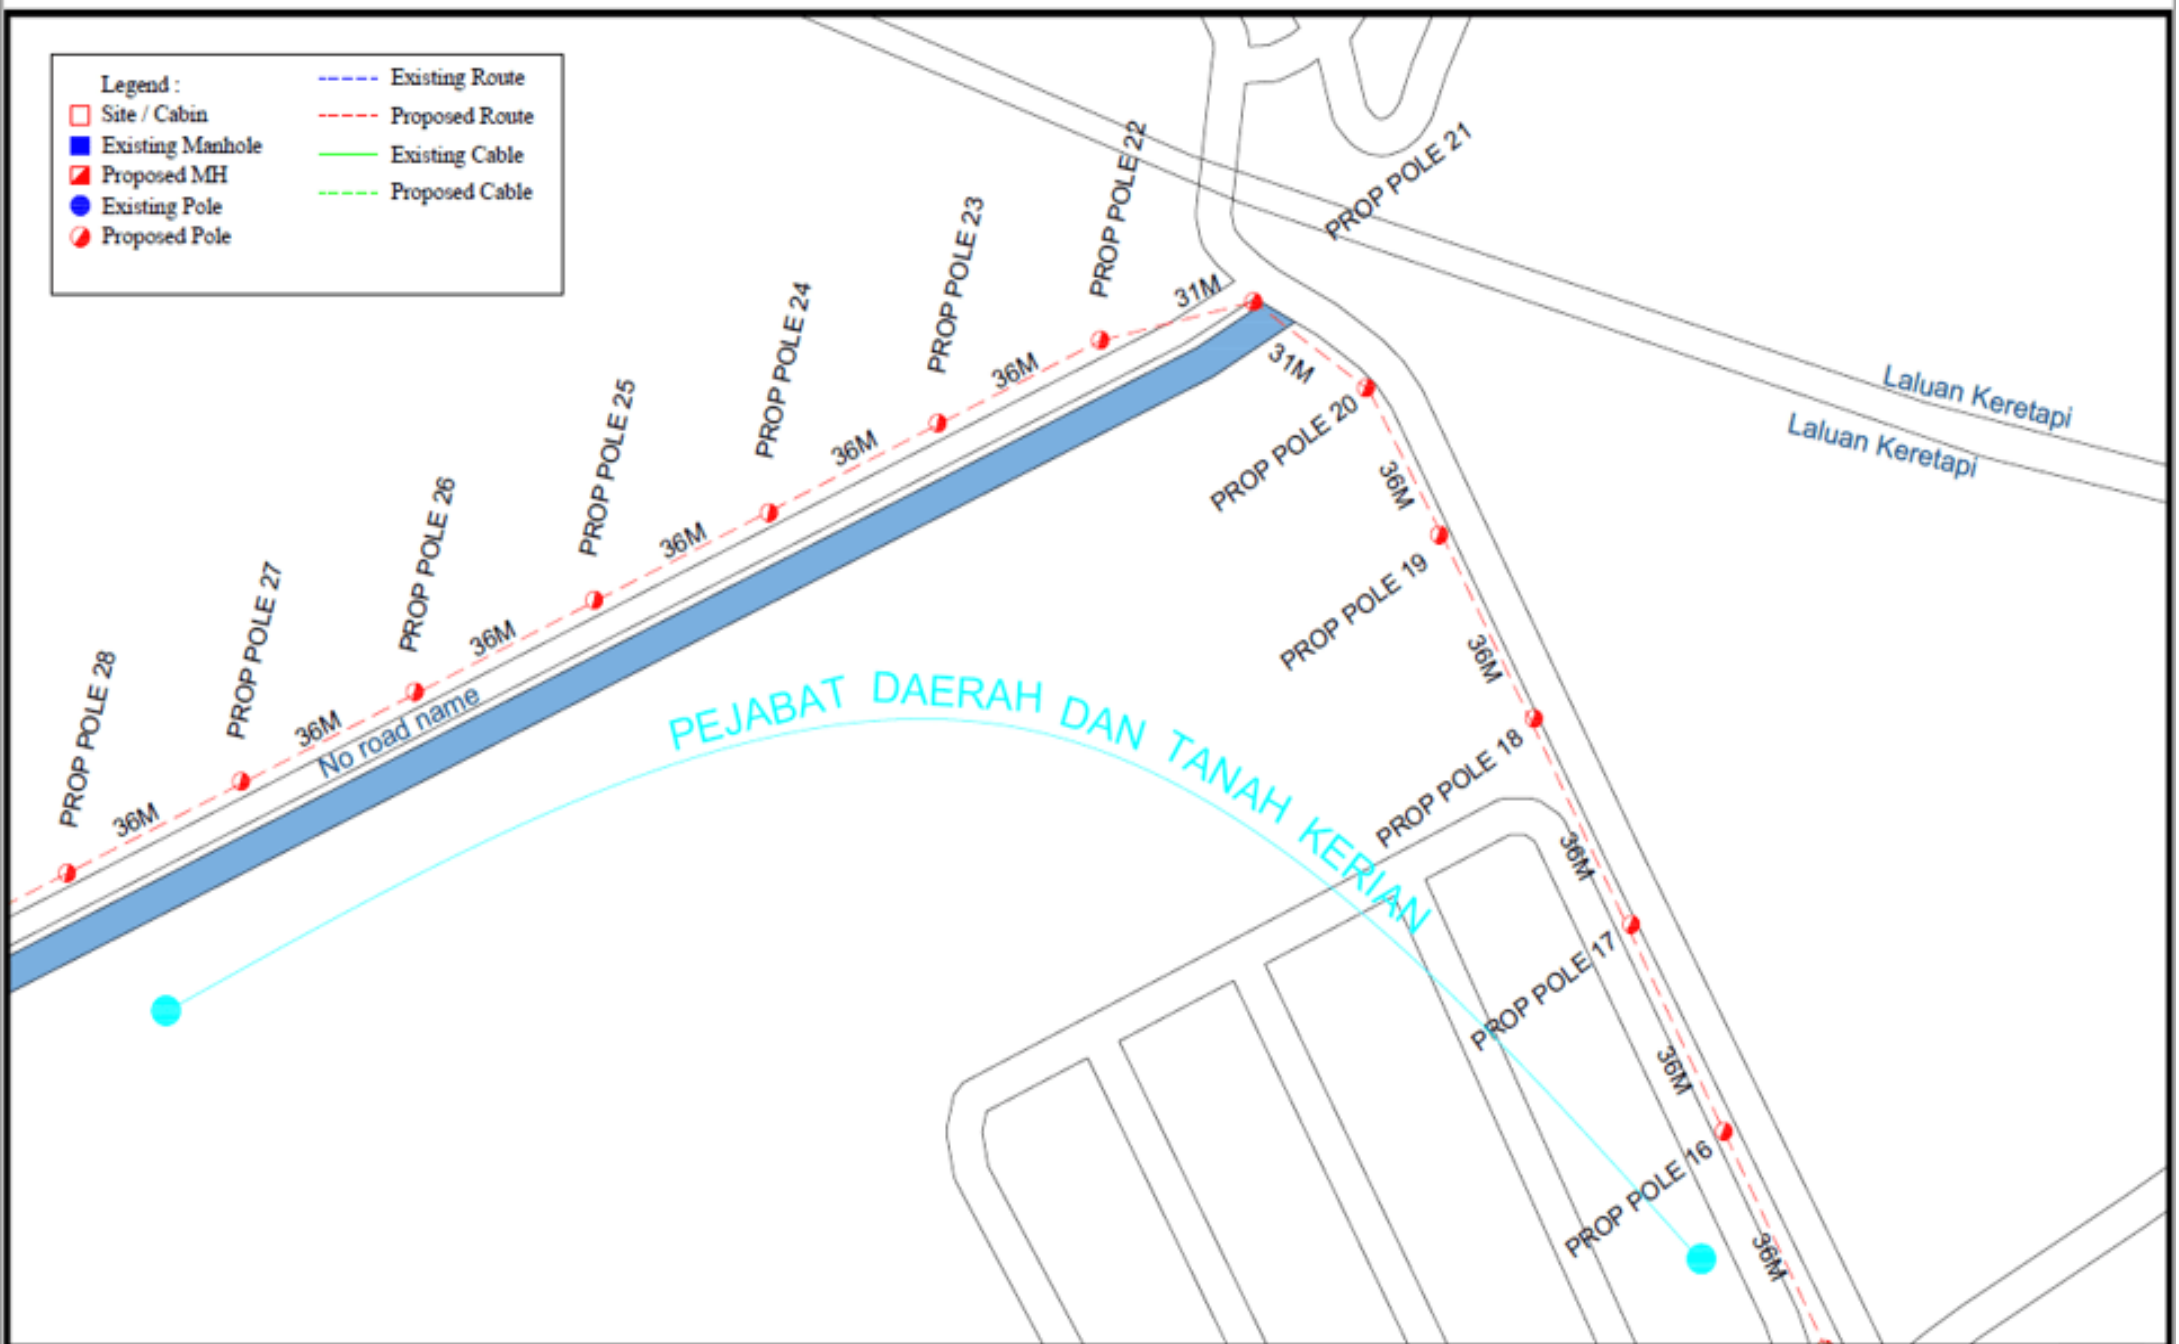 Legend :
Site / Cabin
Existing Manhole
Proposed MH
Existing Pole
Proposed Pole
Existing Route
Proposed Route
Existing Cable
Proposed Cable
PROP POLE 21
PROP POLE 22
PROP POLE 23
PROP POLE 24
PROP POLE 25
PROP POLE 26
PROP POLE 27
PROP POLE 28
31M
36M
36M
36M
36M
36M
36M
No road name
31M
PROP POLE 20
36M
PROP POLE 19
36M
PROP POLE 18
36M
PROP POLE 17
36M
PROP POLE 16
36M
Laluan Keretapi
Laluan Keretapi
PEJABAT DAERAH DAN TANAH KERIAN